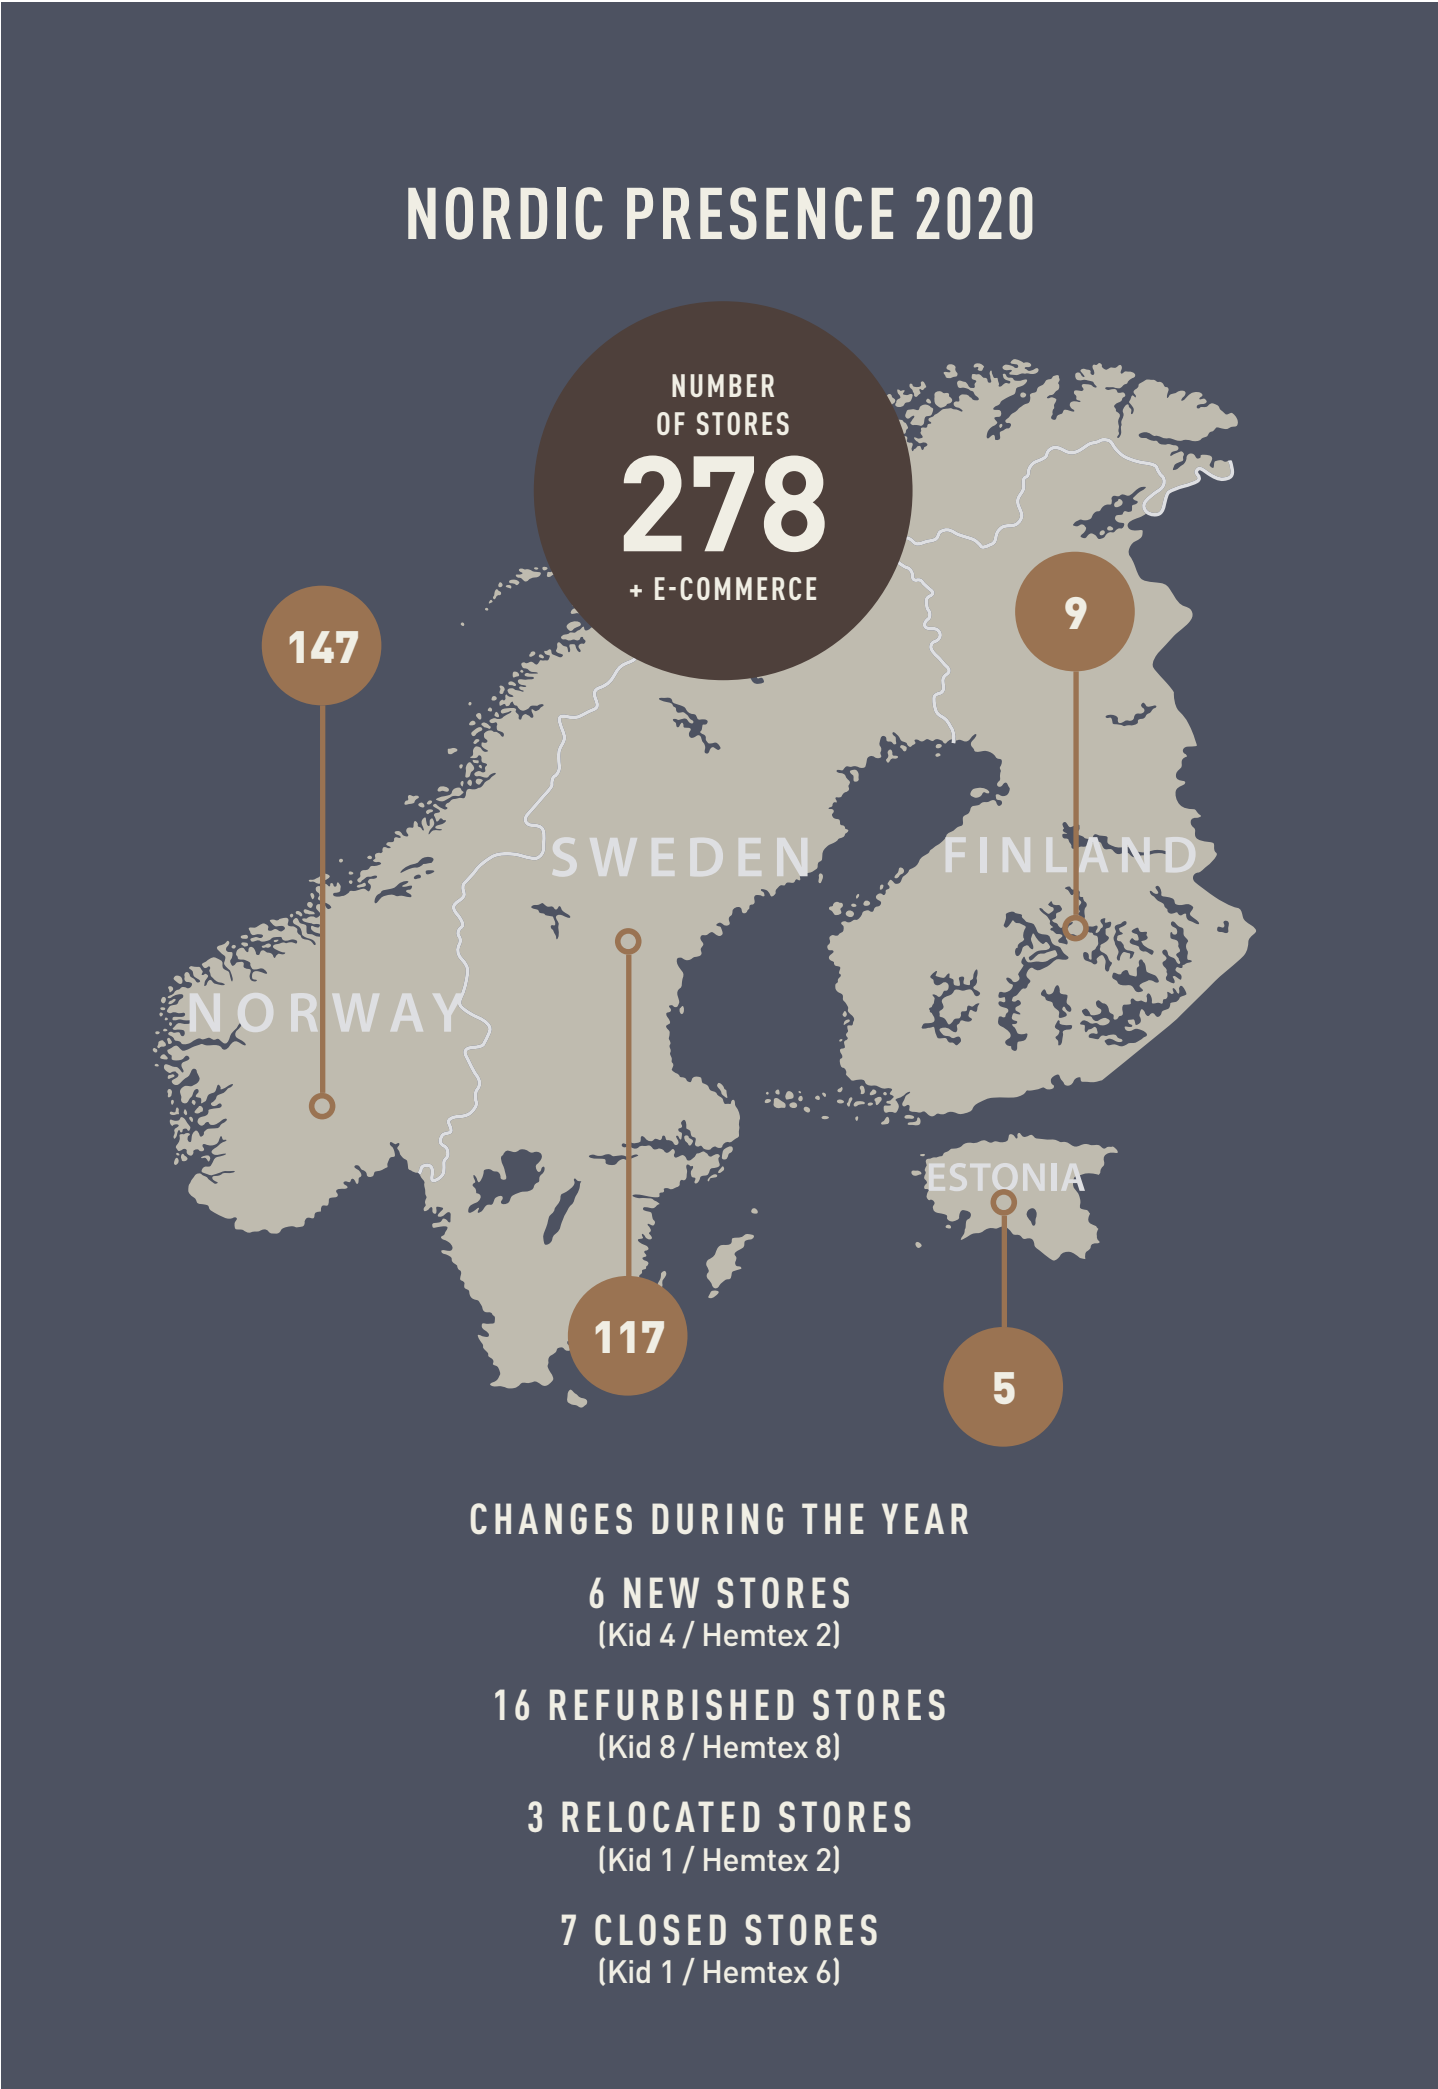 NORDIC PRESENCE 2020
NUMBER
OF STORES
278
+ E-COMMERCE
147
9
SWEDEN
FINLAND
NORWAY
ESTONIA
117
5
CHANGES DURING THE YEAR
6 NEW STORES
(Kid 4 / Hemtex 2)
16 REFURBISHED STORES
(Kid 8 / Hemtex 8)
3 RELOCATED STORES
(Kid 1 / Hemtex 2)
7 CLOSED STORES
(Kid 1 / Hemtex 6)